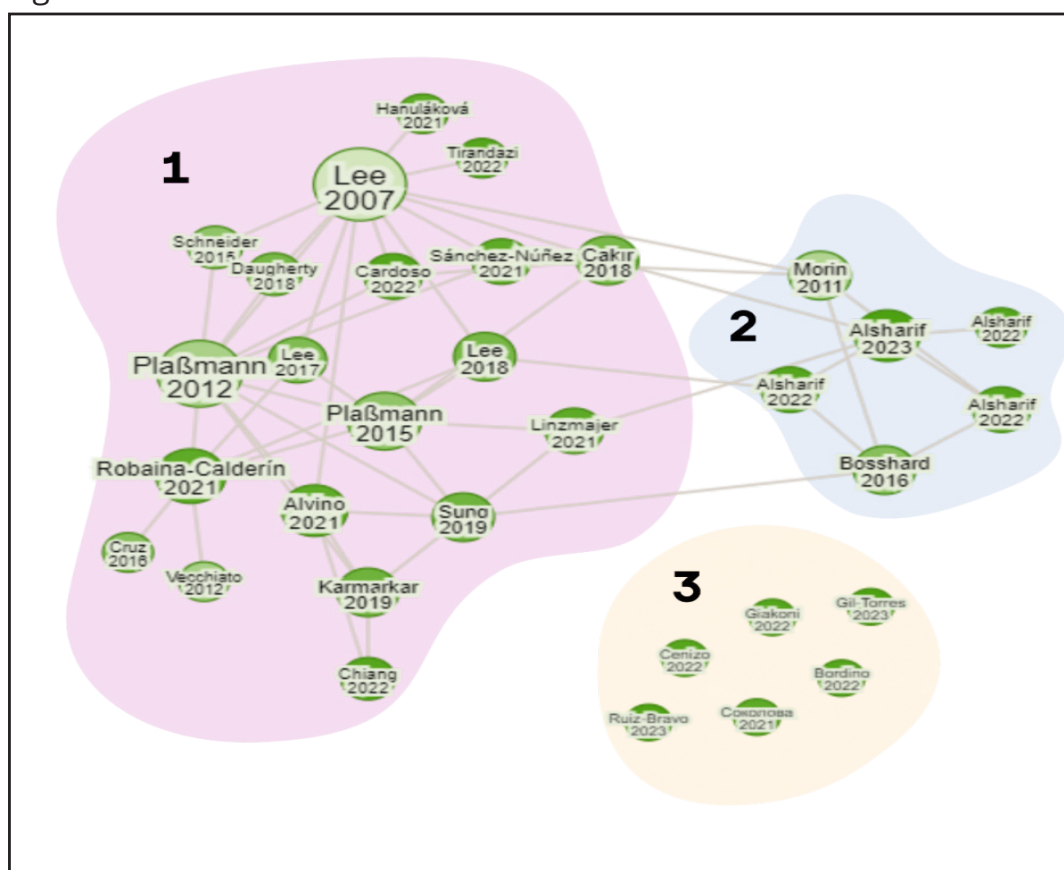 Hanuláková
2021
1
Tirandazi
2022
Lee
2007
Schneider
2015
Daugherty
2018
Cardoso
2022
Sánchez-Núñez
2021
Cakır
2018
Morin
2011
2
Alsharif
2023
Alsharif
2022
Plaßmann
2012
Lee
2017
Lee
2018
Alsharif
2022
Alsharif
2022
Plaßmann
2015
Linzmajer
2021
Robaina-Calderín
2021
Bosshard
2016
Alvino
2021
Sung
2019
Cruz
2016
Vecchiato
2012
Karmarkar
2019
3
Giakoni
2022
Gil-Torres
2023
Chiang
2022
Cenizo
2022
Bordino
2022
Ruiz-Bravo
2023
Соколова
2021